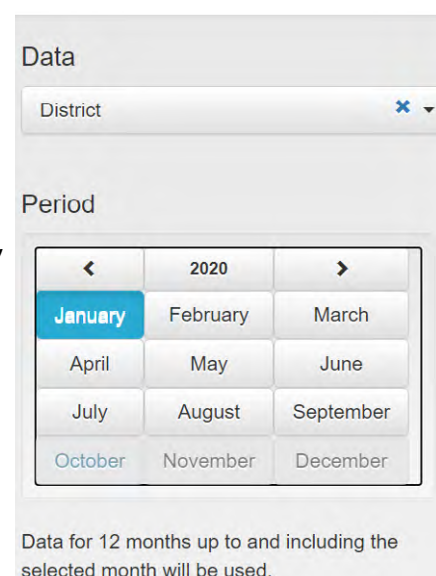 Data
District
Period
2020
January February March
April May June
July August September
October November December
Data for 12 months up to and including the
selected month will be used.